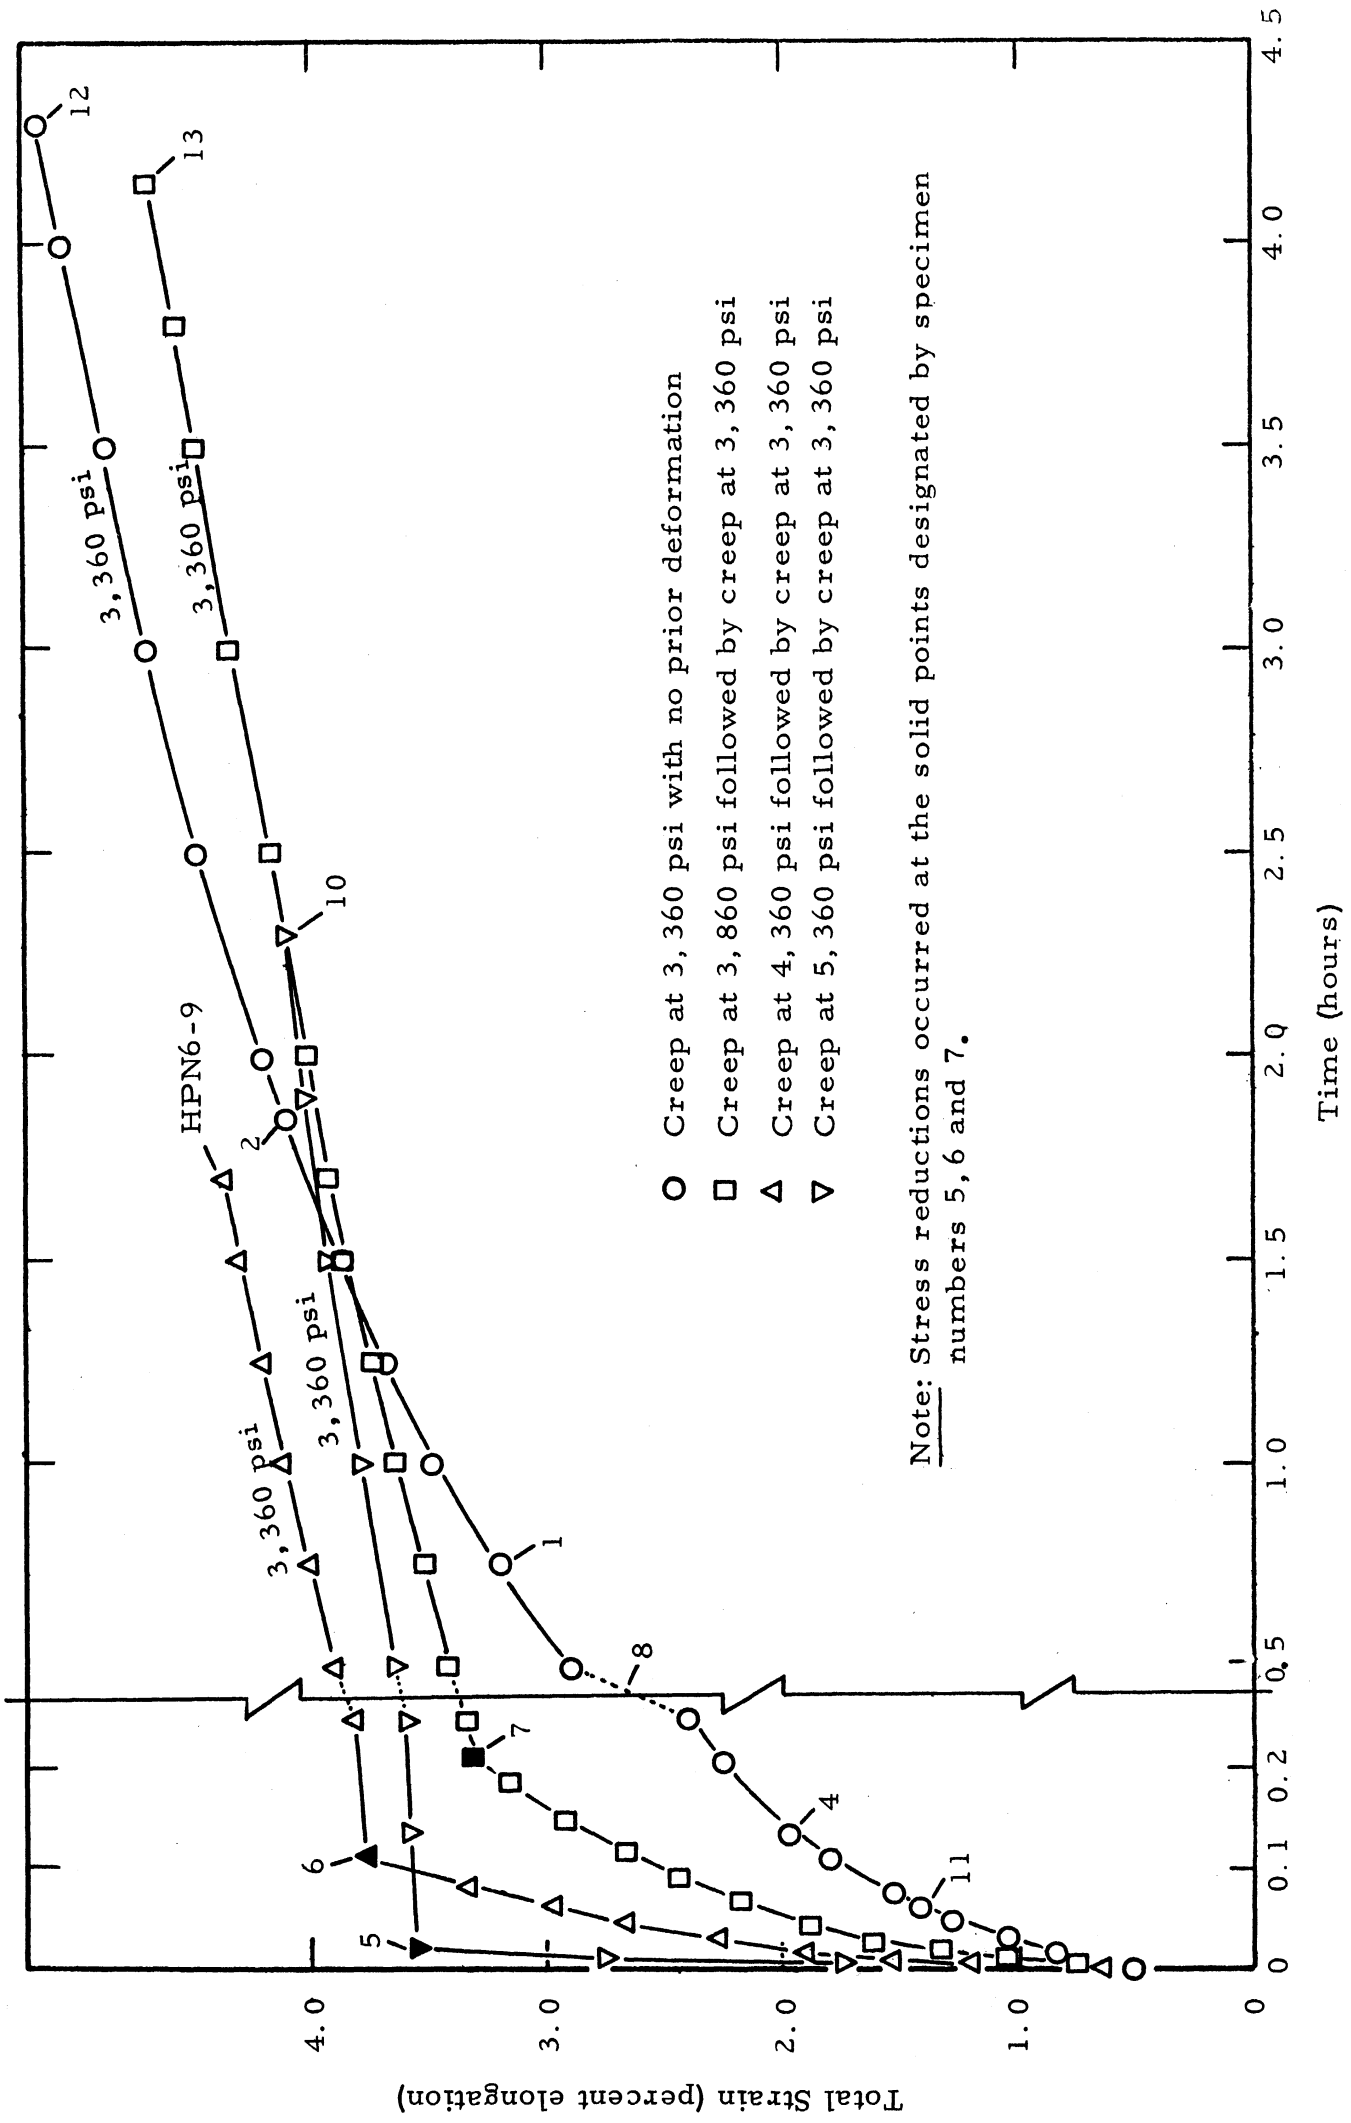 12
13
3,360 psi
3,360 psi
HPN6-9
2
10
3,360 psi
3,360 psi
1
8
6
7
5
4
11
Creep at 3,360 psi with no prior deformation
Creep at 3,860 psi followed by creep at 3,360 psi
Creep at 4,360 psi followed by creep at 3,360 psi
Creep at 5,360 psi followed by creep at 3,360 psi
Note: Stress reductions occurred at the solid points designated by specimen
numbers 5, 6 and 7.
Total Strain (percent elongation)
4.0
3.0
2.0
1.0
0
0
0.1
0.2
0.5
1.0
1.5
2.0
2.5
3.0
3.5
4.0
4.5
Time (hours)